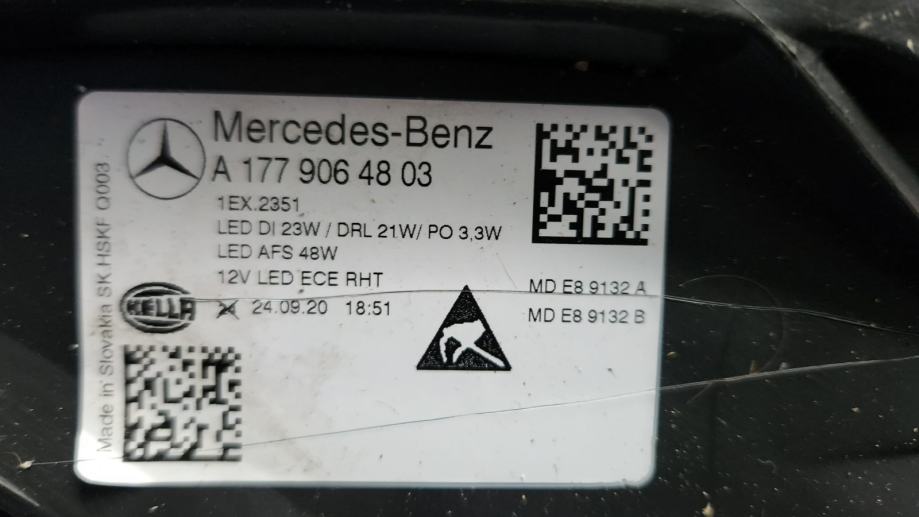 Mercedes-Benz
A 177 906 48 03
1EX.2351
LED DI 23W / DRL 21W/ PO 3,3W
LED AFS 48W
12V LED ECE RHT
24.09.20 18:51
MD E8 9132 A
MD E8 9132 B
HELLA
Made in Slovakia SK HSKF Q003